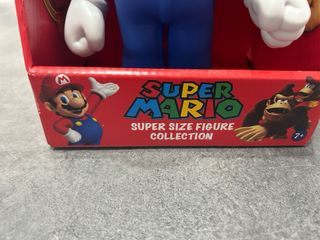 SUPER
MARIO
SUPER SIZE FIGURE
COLLECTION
M
7+